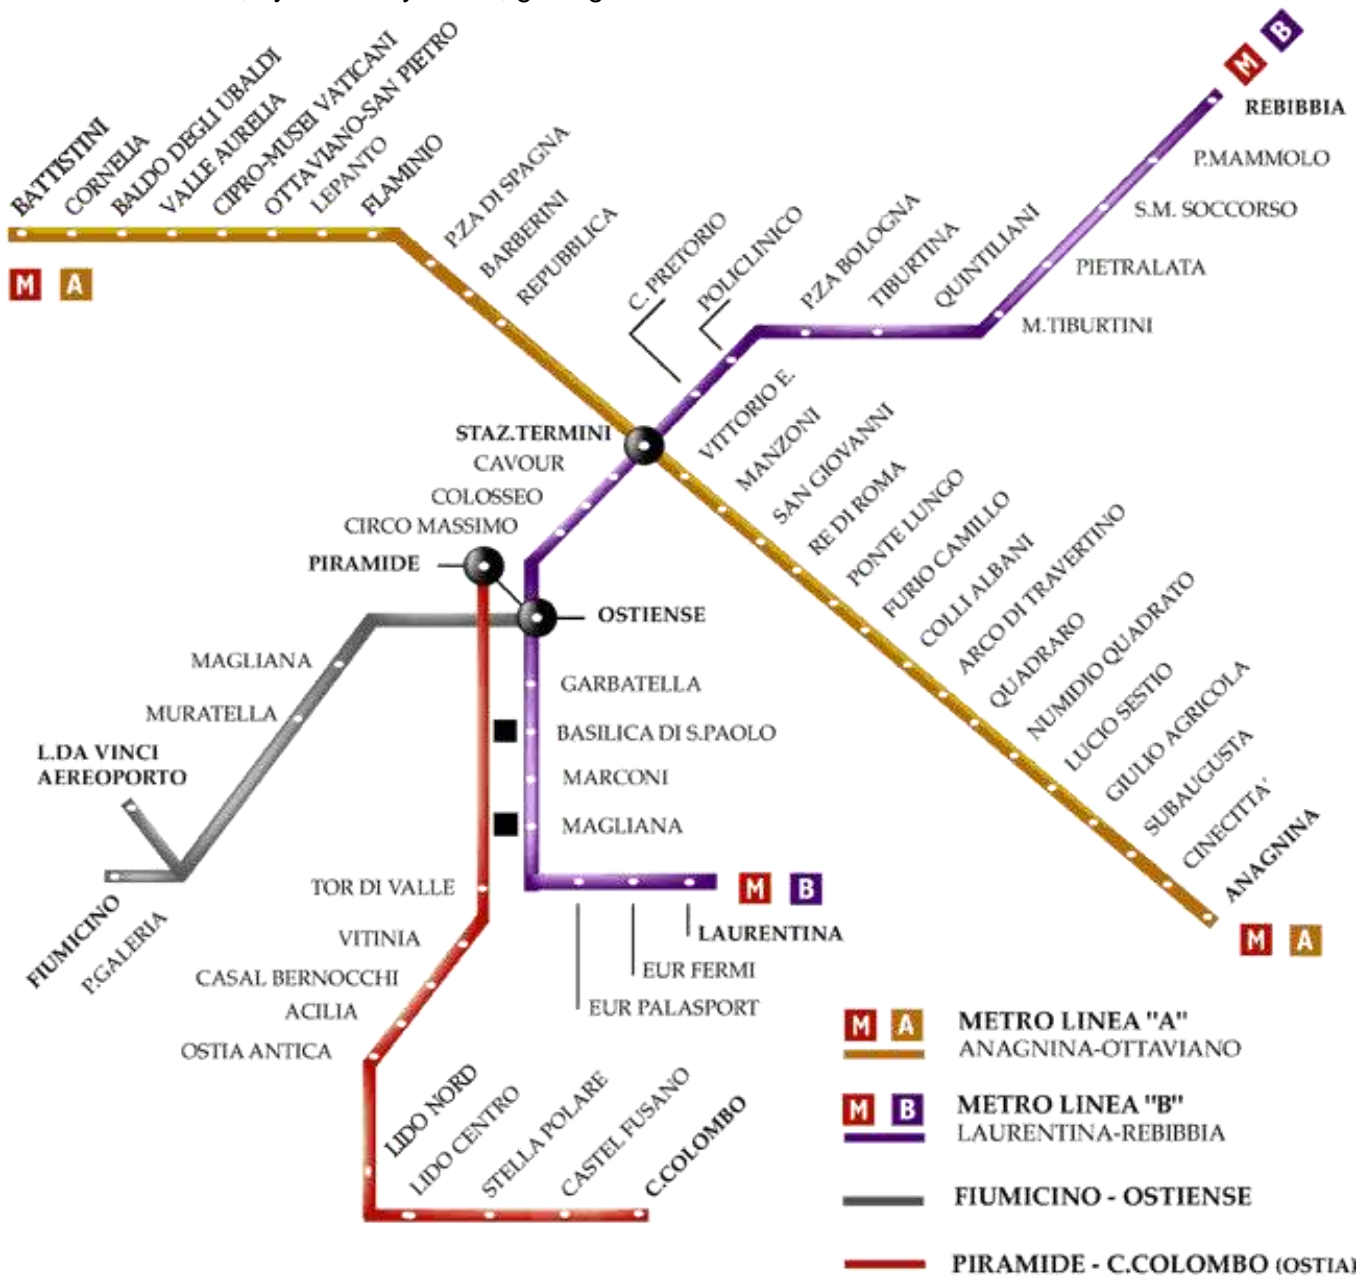 BATTISTINI
CORNELIA
BALDO DEGLI UBALDI
VALLE AURELIA
CIPRO-MUSEI VATICANI
OTTAVIANO-SAN PIETRO
LEPANTO
FLAMINIO
P.ZA DI SPAGNA
BARBERINI
REPUBBLICA
M A
C. PRETORIO
POLICLINICO
P.ZA BOLOGNA
TIBURTINA
QUINTILIANI
M B
REBIBBIA
P.MAMMOLO
S.M. SOCCORSO
PIETRALATA
M.TIBURTINI
STAZ.TERMINI
CAVOUR
COLOSSEO
CIRCO MASSIMO
PIRAMIDE
OSTIENSE
VITTORIO E.
MANZONI
SAN GIOVANNI
RE DI ROMA
PONTE LUNGO
FURIO CAMILLO
COLLI ALBANI
ARCO DI TRAVERTINO
QUADRARO
NUMIDIO QUADRATO
LUCIO SESTIO
GIULIO AGRICOLA
SUBAUGUSTA
CINECITTA'
ANAGNINA
M A
MAGLIANA
MURATELLA
L.DA VINCI
AEREOPORTO
FIUMICINO
P.GALERIA
GARBATELLA
BASILICA DI S.PAOLO
MARCONI
MAGLIANA
M B
LAURENTINA
EUR FERMI
EUR PALASPORT
TOR DI VALLE
VITINIA
CASAL BERNOCCHI
ACILIA
OSTIA ANTICA
LIDO NORD
LIDO CENTRO
STELLA POLARE
CASTEL FUSANO
C.COLOMBO
M A METRO LINEA "A"
ANAGNINA-OTTAVIANO
M B METRO LINEA "B"
LAURENTINA-REBIBBIA
FIUMICINO - OSTIENSE
PIRAMIDE - C.COLOMBO (OSTIA)